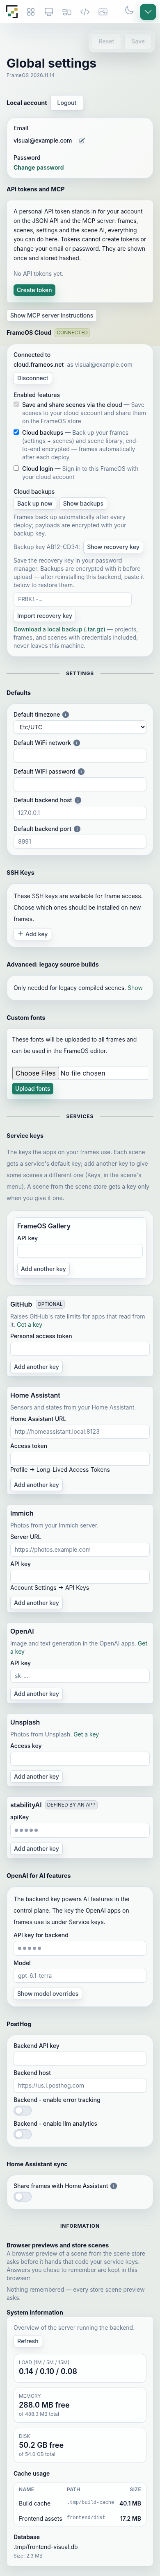 Reset Save
Global settings
FrameOS 2026.11.14
Local account Logout
Email
visual@example.com
Password
Change password
API tokens and MCP
A personal API token stands in for your account
on the JSON API and the MCP server: frames,
scenes, settings and the scene AI, everything
you can do here. Tokens cannot create tokens or
change your email or password. They are shown
once and stored hashed.
No API tokens yet.
Create token
Show MCP server instructions
FrameOS Cloud CONNECTED
Connected to
cloud.frameos.net as visual@example.com
Disconnect
Enabled features
Save and share scenes via the cloud — Save
scenes to your cloud account and share them
on the FrameOS store
Cloud backups — Back up your frames
(settings + scenes) and scene library, end-
to-end encrypted — frames automatically
after each deploy
Cloud login — Sign in to this FrameOS with
your cloud account
Cloud backups
Back up now Show backups
Frames back up automatically after every
deploy; payloads are encrypted with your
backup key.
Backup key AB12-CD34: Show recovery key
Save the recovery key in your password
manager. Backups are encrypted with it before
upload — after reinstalling this backend, paste it
below to restore them.
FRBK1-...
Import recovery key
Download a local backup (.tar.gz) — projects,
frames, and scenes with credentials included;
never leaves this machine.
SETTINGS
Defaults
Default timezone
Etc/UTC
Default WiFi network
Default WiFi password
Default backend host
127.0.0.1
Default backend port
8991
SSH Keys
These SSH keys are available for frame access.
Choose which ones should be installed on new
frames.
+ Add key
Advanced: legacy source builds
Only needed for legacy compiled scenes. Show
Custom fonts
These fonts will be uploaded to all frames and
can be used in the FrameOS editor.
Choose Files No file chosen
Upload fonts
SERVICES
Service keys
The keys the apps on your frames use. Each scene
gets a service's default key; add another key to give
some scenes a different one (Keys, in the scene's
menu). A scene from the scene store gets a key only
when you give it one.
FrameOS Gallery
API key
Add another key
GitHub OPTIONAL
Raises GitHub's rate limits for apps that read from
it. Get a key
Personal access token
Add another key
Home Assistant
Sensors and states from your Home Assistant.
Home Assistant URL
http://homeassistant.local:8123
Access token
Profile → Long-Lived Access Tokens
Add another key
Immich
Photos from your Immich server.
Server URL
https://photos.example.com
API key
Account Settings → API Keys
Add another key
OpenAI
Image and text generation in the OpenAI apps. Get
a key
API key
sk-...
Add another key
Unsplash
Photos from Unsplash. Get a key
Access key
Add another key
stabilityAI DEFINED BY AN APP
apiKey
Add another key
OpenAI for AI features
The backend key powers AI features in the
control plane. The key the OpenAI apps on
frames use is under Service keys.
API key for backend
Model
gpt-6.1-terra
Show model overrides
PostHog
Backend API key
Backend host
https://us.i.posthog.com
Backend - enable error tracking
Backend - enable llm analytics
Home Assistant sync
Share frames with Home Assistant
INFORMATION
Browser previews and store scenes
A browser preview of a scene from the scene store
asks before it hands that code your service keys.
Answers you chose to remember are kept in this
browser:
Nothing remembered — every store scene preview
asks.
System information
Overview of the server running the backend.
Refresh
LOAD (1M / 5M / 15M)
0.14 / 0.10 / 0.08
MEMORY
288.0 MB free
of 488.3 MB total
DISK
50.2 GB free
of 54.0 GB total
Cache usage
NAME PATH SIZE
Build cache .tmp/build-cache 40.1 MB
Frontend assets frontend/dist 17.2 MB
Database
.tmp/frontend-visual.db
Size: 2.3 MB